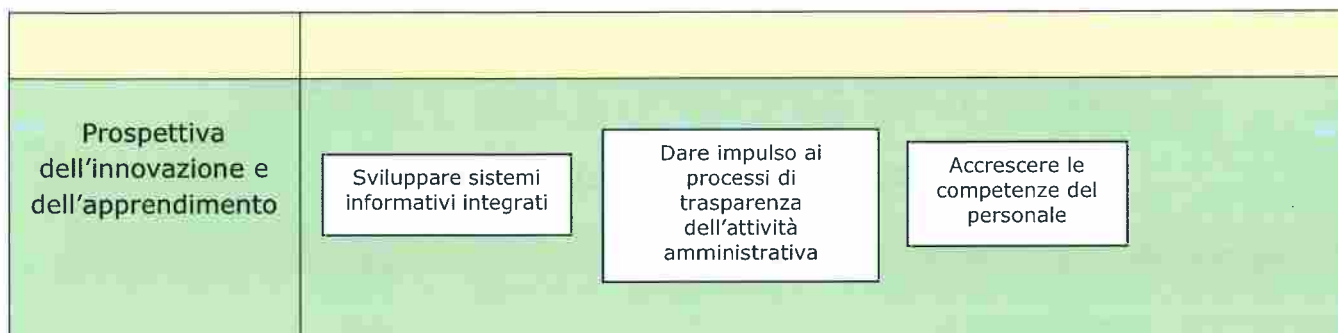 Prospettiva
dell'innovazione e
dell'apprendimento
Sviluppare sistemi
informativi integrati
Dare impulso ai
processi di
trasparenza
dell'attività
amministrativa
Accrescere le
competenze del
personale